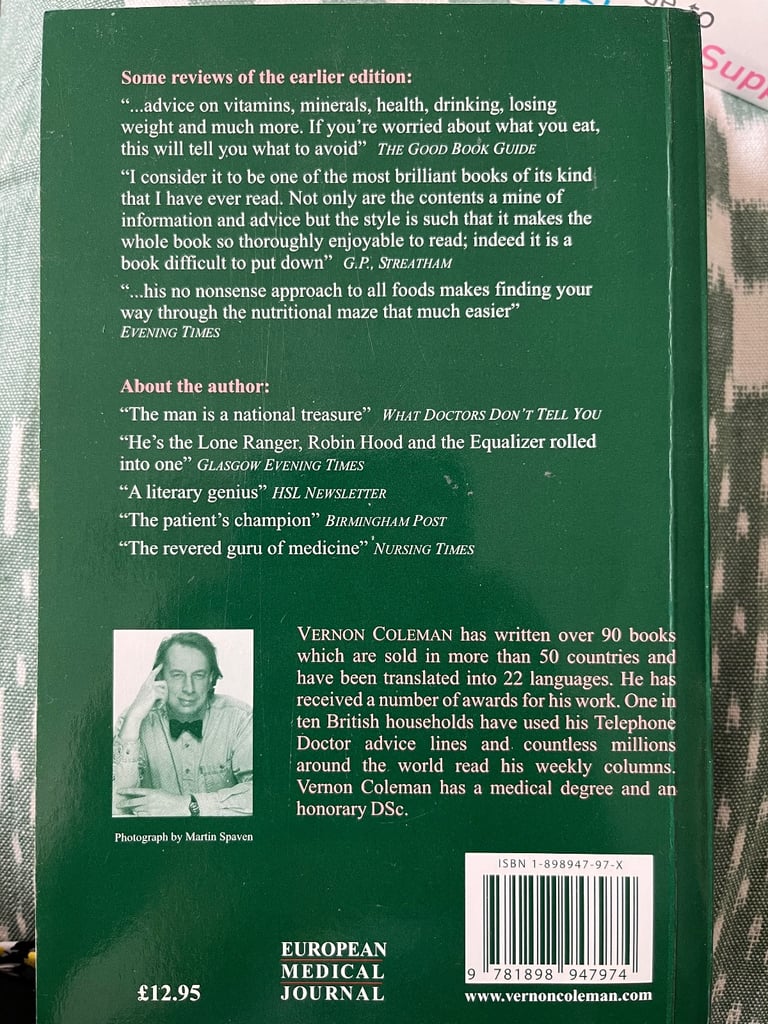 ge to
Supp
Some reviews of the earlier edition:
“...advice on vitamins, minerals, health, drinking, losing
weight and much more. If you’re worried about what you eat,
this will tell you what to avoid” THE GOOD BOOK GUIDE
“I consider it to be one of the most brilliant books of its kind
that I have ever read. Not only are the contents a mine of
information and advice but the style is such that it makes the
whole book so thoroughly enjoyable to read; indeed it is a
book difficult to put down” G.P., STREATHAM
“...his no nonsense approach to all foods makes finding your
way through the nutritional maze that much easier”
EVENING TIMES
About the author:
“The man is a national treasure” WHAT DOCTORS DON’T TELL YOU
“He’s the Lone Ranger, Robin Hood and the Equalizer rolled
into one” GLASGOW EVENING TIMES
“A literary genius” HSL NEWSLETTER
“The patient’s champion” BIRMINGHAM POST
“The revered guru of medicine” NURSING TIMES
VERNON COLEMAN has written over 90 books
which are sold in more than 50 countries and
have been translated into 22 languages. He has
received a number of awards for his work. One in
ten British households have used his Telephone
Doctor advice lines and countless millions
around the world read his weekly columns.
Vernon Coleman has a medical degree and an
honorary DSc.
Photograph by Martin Spaven
ISBN 1-898947-97-X
9 781898 947974
www.vernoncoleman.com
EUROPEAN
MEDICAL
JOURNAL
£12.95